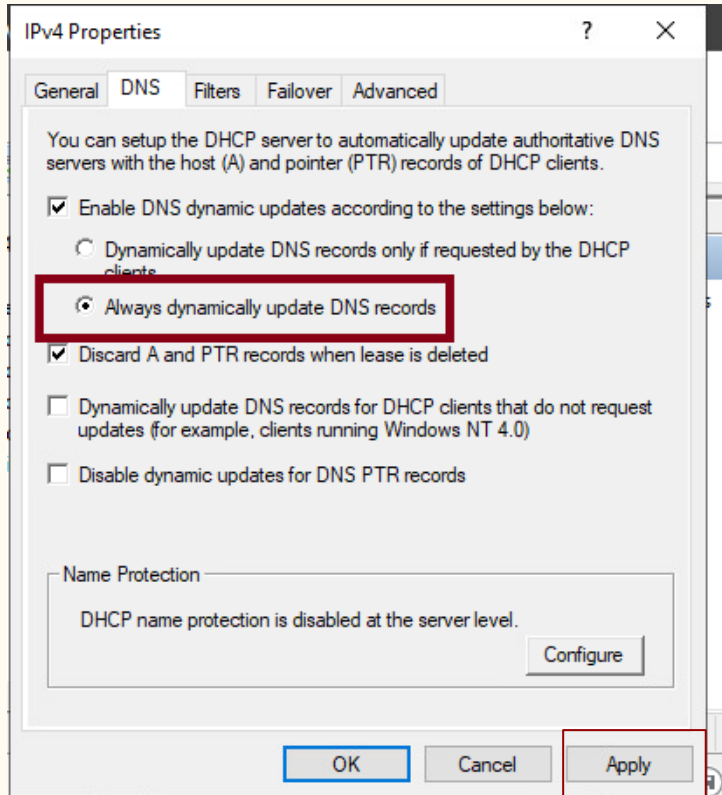 IPv4 Properties
General DNS Filters Failover Advanced
You can setup the DHCP server to automatically update authoritative DNS
servers with the host (A) and pointer (PTR) records of DHCP clients.
Enable DNS dynamic updates according to the settings below:
Dynamically update DNS records only if requested by the DHCP
clients
Always dynamically update DNS records
Discard A and PTR records when lease is deleted
Dynamically update DNS records for DHCP clients that do not request
updates (for example, clients running Windows NT 4.0)
Disable dynamic updates for DNS PTR records
Name Protection
DHCP name protection is disabled at the server level.
Configure
OK Cancel Apply